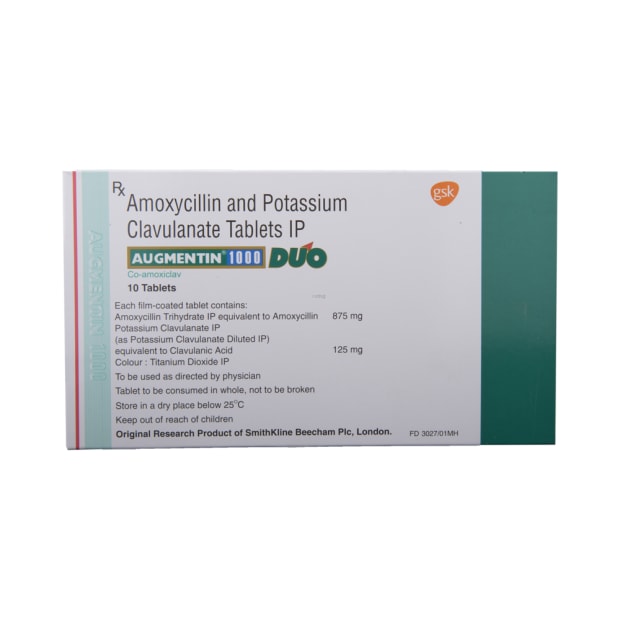 Rx Amoxycillin and Potassium
Clavulanate Tablets IP
gsk
AUGMENTIN 1000 DUO
Co-amoxiclav
10 Tablets
Each film-coated tablet contains:
Amoxycillin Trihydrate IP equivalent to Amoxycillin 875 mg
Potassium Clavulanate IP
(as Potassium Clavulanate Diluted IP)
equivalent to Clavulanic Acid 125 mg
Colour : Titanium Dioxide IP
To be used as directed by physician
Tablet to be consumed in whole, not to be broken
Store in a dry place below 25°C
Keep out of reach of children
Original Research Product of SmithKline Beecham Plc, London. FD 3027/01MH
AUGMENTIN 1000